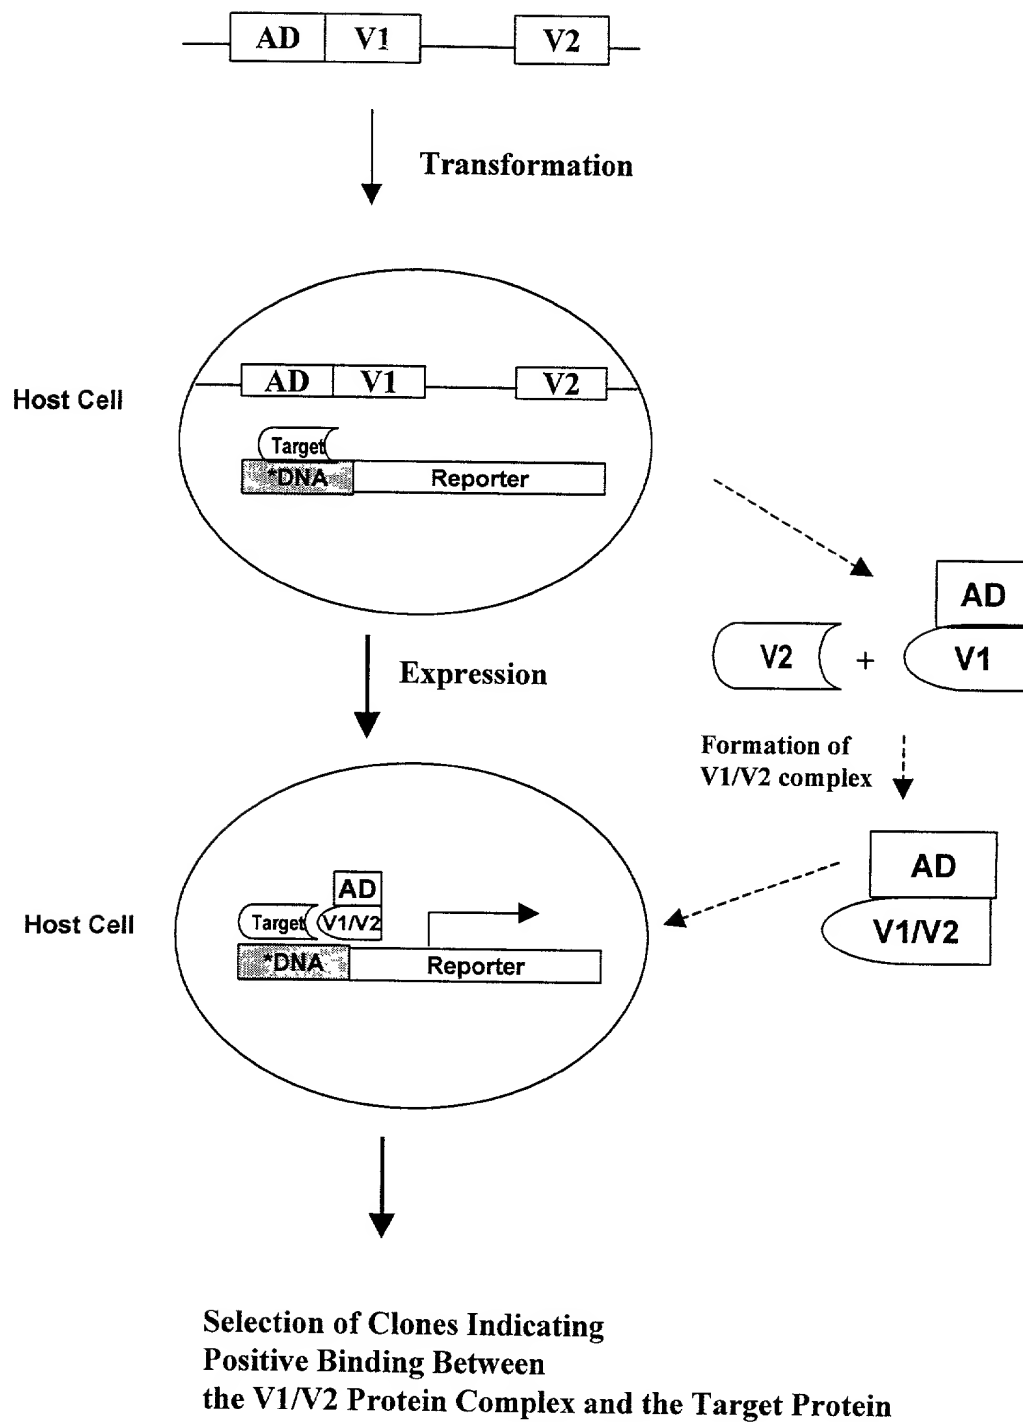 AD V1 V2
Transformation
Host Cell
AD V1 V2
Target
*DNA Reporter
AD
V2 + V1
Expression
Formation of
V1/V2 complex
AD
V1/V2
Host Cell
AD
Target V1/V2
*DNA Reporter
Selection of Clones Indicating
Positive Binding Between
the V1/V2 Protein Complex and the Target Protein